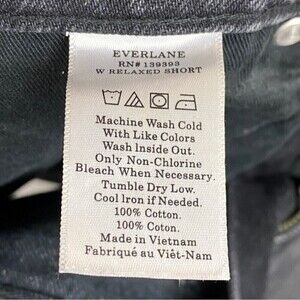 EVERLANE
RN# 139393
W RELAXED SHORT
Machine Wash Cold
With Like Colors
Wash Inside Out.
Only Non-Chlorine
Bleach When Necessary.
Tumble Dry Low.
Cool Iron if Needed.
100% Cotton.
100% Coton.
Made in Vietnam
Fabriqué au Viêt-Nam